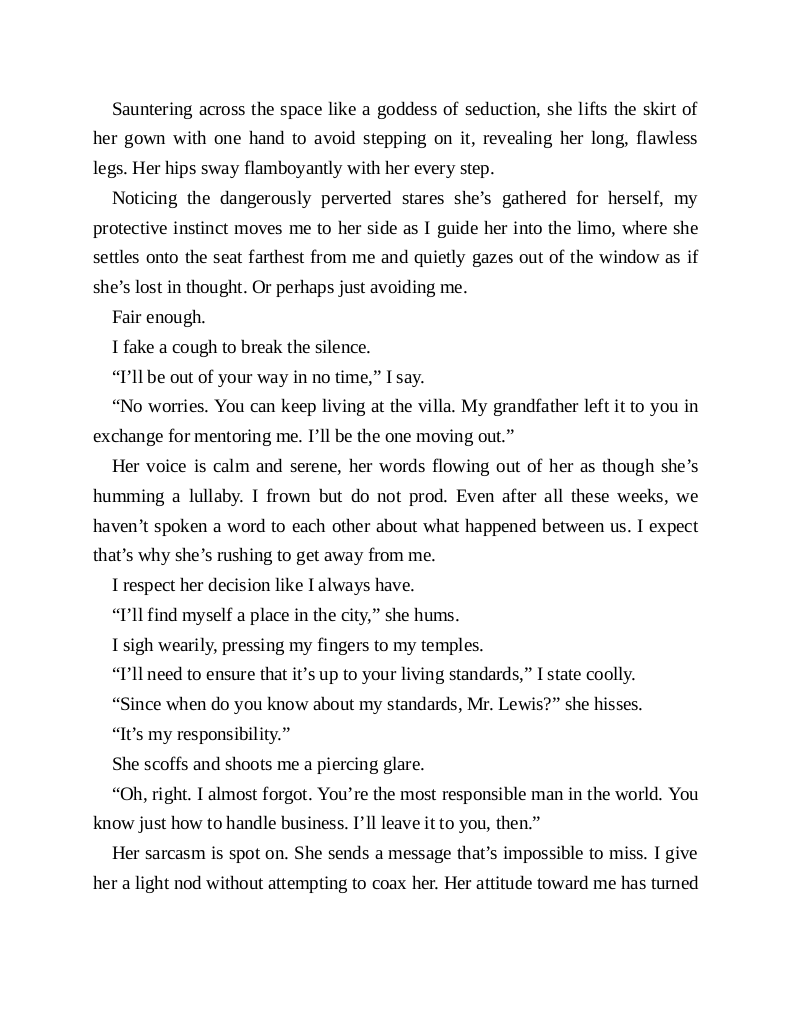 Sauntering across the space like a goddess of seduction, she lifts the skirt of
her gown with one hand to avoid stepping on it, revealing her long, flawless
legs. Her hips sway flamboyantly with her every step.
Noticing the dangerously perverted stares she’s gathered for herself, my
protective instinct moves me to her side as I guide her into the limo, where she
settles onto the seat farthest from me and quietly gazes out of the window as if
she’s lost in thought. Or perhaps just avoiding me.
Fair enough.
I fake a cough to break the silence.
“I’ll be out of your way in no time,” I say.
“No worries. You can keep living at the villa. My grandfather left it to you in
exchange for mentoring me. I’ll be the one moving out.”
Her voice is calm and serene, her words flowing out of her as though she’s
humming a lullaby. I frown but do not prod. Even after all these weeks, we
haven’t spoken a word to each other about what happened between us. I expect
that’s why she’s rushing to get away from me.
I respect her decision like I always have.
“I’ll find myself a place in the city,” she hums.
I sigh wearily, pressing my fingers to my temples.
“I’ll need to ensure that it’s up to your living standards,” I state coolly.
“Since when do you know about my standards, Mr. Lewis?” she hisses.
“It’s my responsibility.”
She scoffs and shoots me a piercing glare.
“Oh, right. I almost forgot. You’re the most responsible man in the world. You
know just how to handle business. I’ll leave it to you, then.”
Her sarcasm is spot on. She sends a message that’s impossible to miss. I give
her a light nod without attempting to coax her. Her attitude toward me has turned